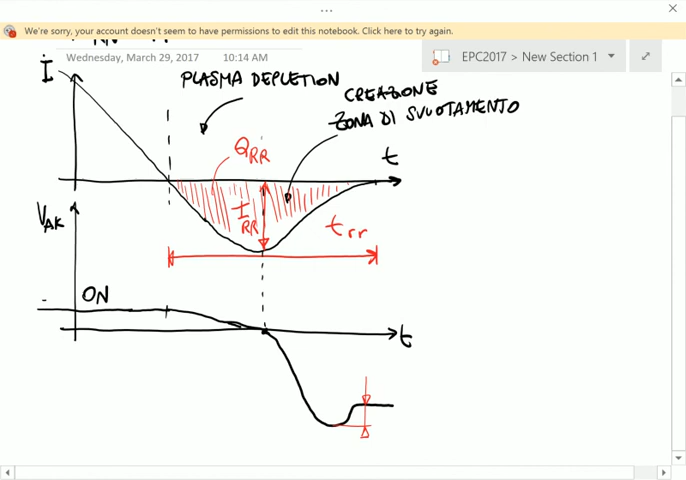 We're sorry, your account doesn't seem to have permissions to edit this notebook. Click here to try again.
Wednesday, March 29, 2017 10:14 AM
EPC2017 > New Section 1
i
PLASMA DEPLETION
CREAZIONE
ZONA DI SVUOTAMENTO
QRR
t
IRR
trr
VAK
ON
t